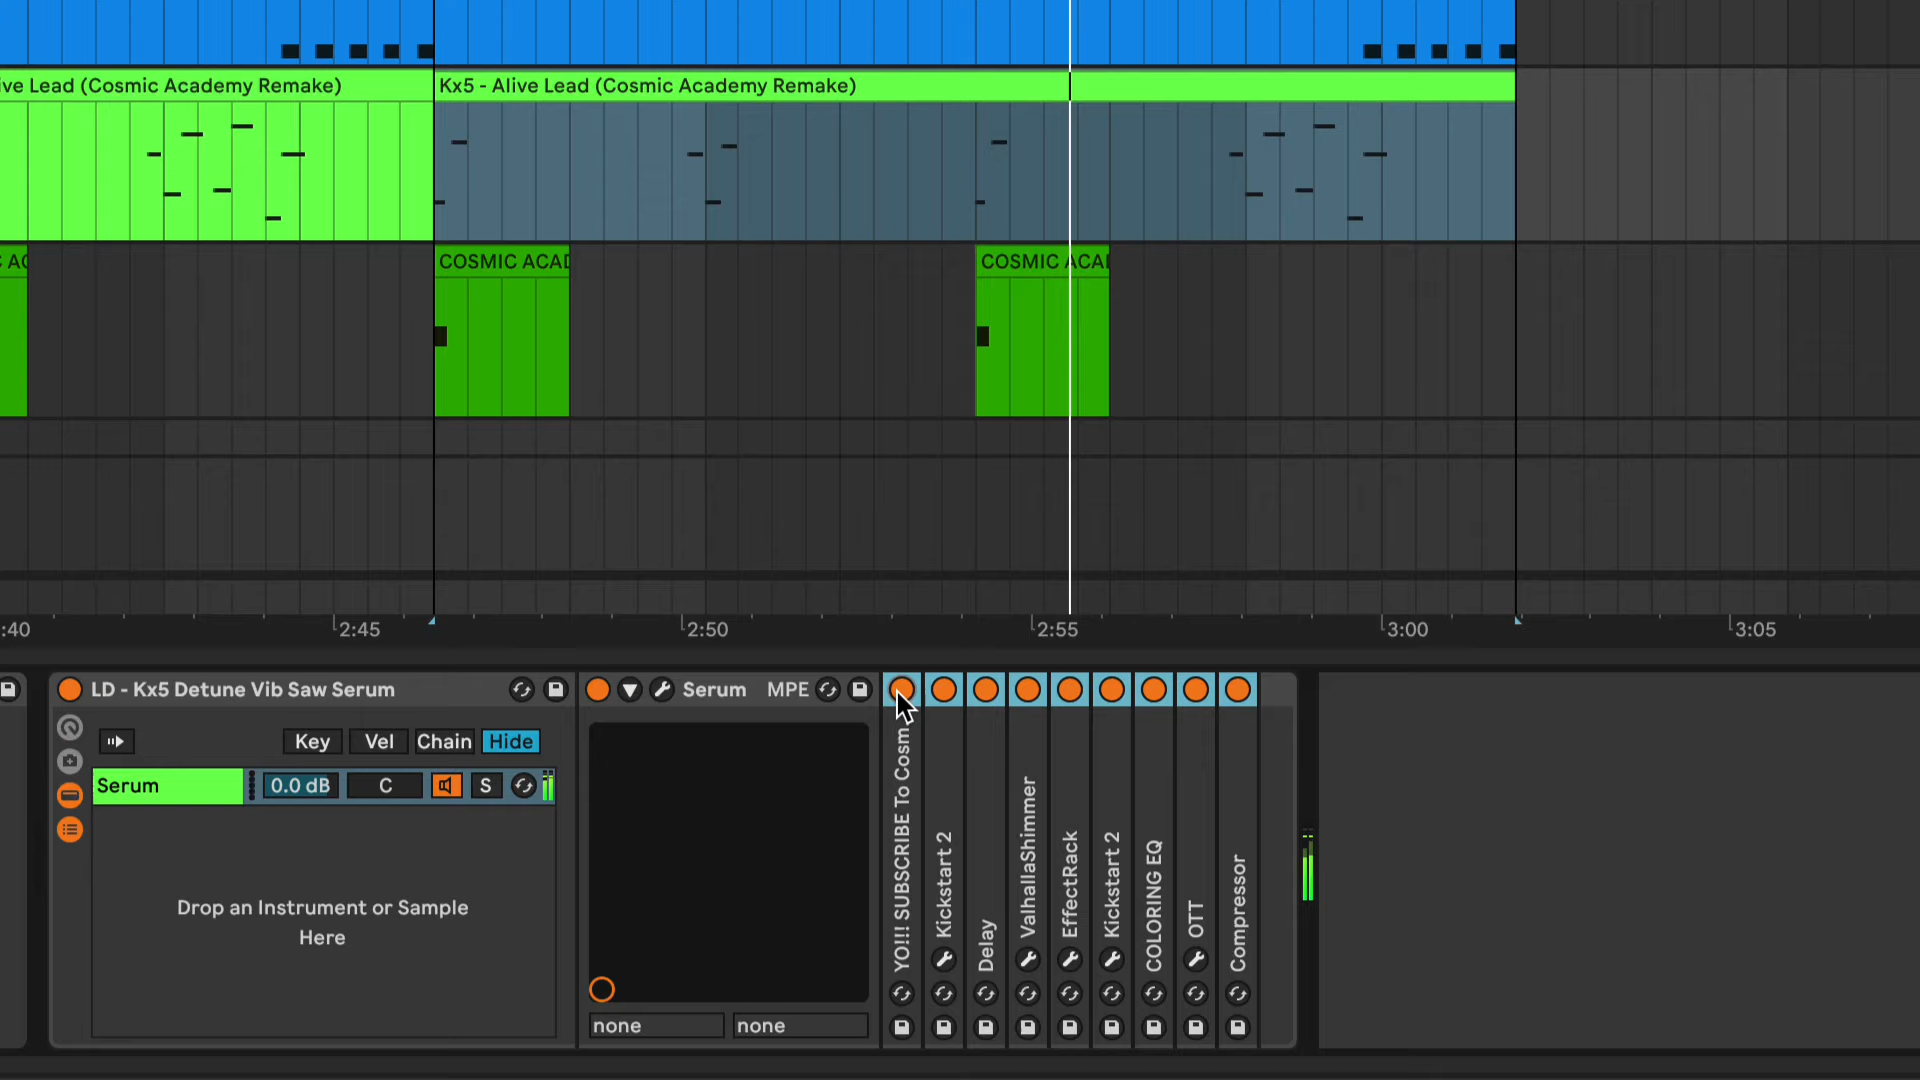 ive Lead (Cosmic Academy Remake)
Kx5 - Alive Lead (Cosmic Academy Remake)
C AC
COSMIC ACAD
COSMIC ACAI
:40
2:45
2:50
2:55
3:00
3:05
LD - Kx5 Detune Vib Saw Serum
Serum
MPE
Key
Vel
Chain
Hide
Serum
0.0 dB
C
S
Drop an Instrument or Sample
Here
none
none
YO!!! SUBSCRIBE To Cosm
Kickstart 2
Delay
ValhallaShimmer
EffectRack
Kickstart 2
COLORING EQ
OTT
Compressor